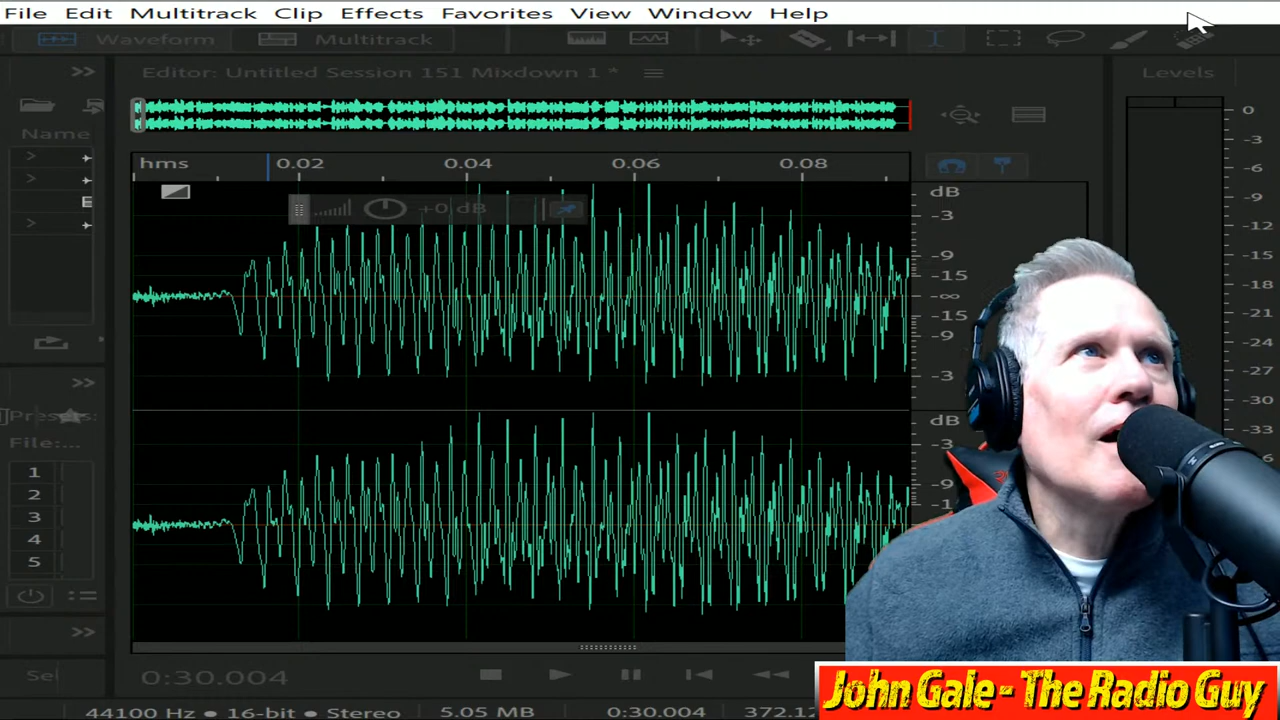 File Edit Multitrack Clip Effects Favorites View Window Help
Waveform Multitrack
Editor: Untitled Session 151 Mixdown 1 *
Levels
Name
hms 0.02 0.04 0.06 0.08
+0 dB
dB
-3
-9
-15
-∞
-15
-9
-3
dB
-3
-9
0
-3
-6
-9
-12
-15
-18
-21
-24
-27
-30
-33
File:...
1
2
3
4
5
0:30.004
44100 Hz • 16-bit • Stereo 5.05 MB 0:30.004
John Gale - The Radio Guy